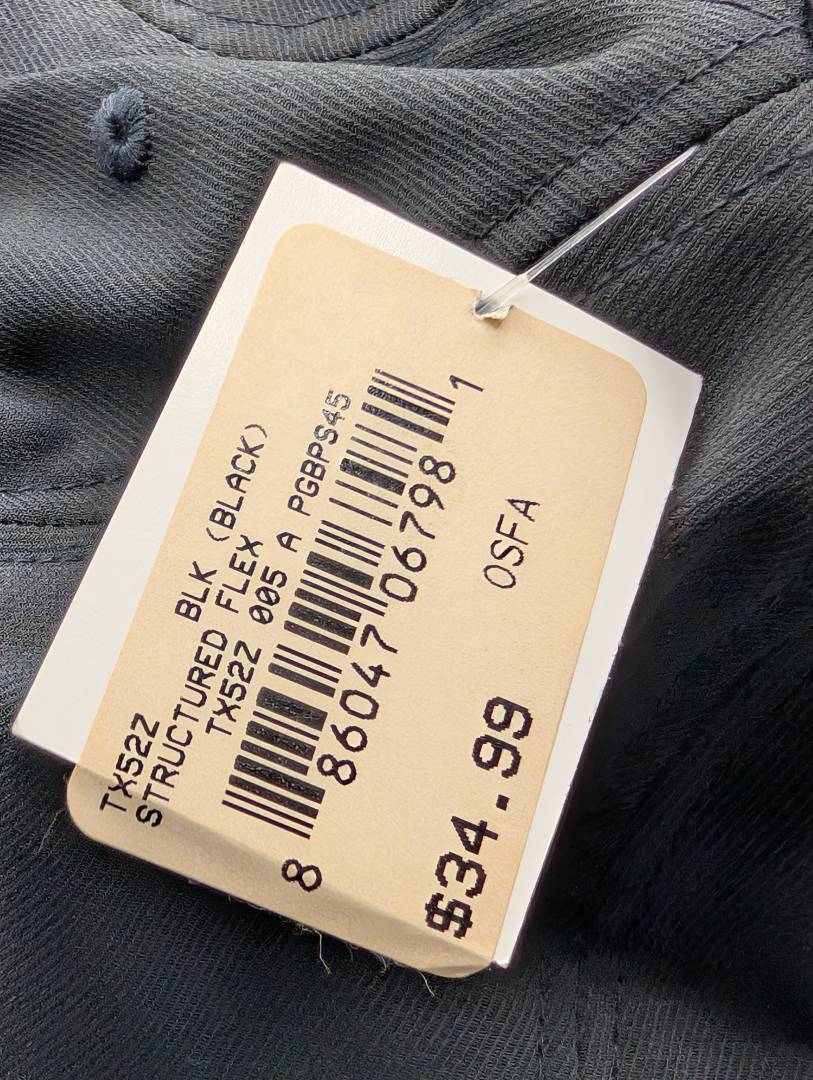 TX52Z BLK (BLACK)
STRUCTURED FLEX
TX52Z 005 A PGBPS45
8 86047 06798 1
OSFA
$34.99